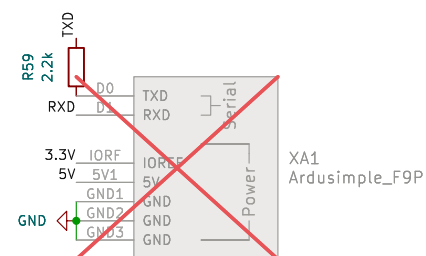 TXD
R59
2.2k
D0
TXD
RXD
D1
RXD
Serial
3.3V
IORF
IOREF
5V
5V1
5V
GND1
GND
GND
GND2
GND
GND3
GND
Power
XA1
Ardusimple_F9P